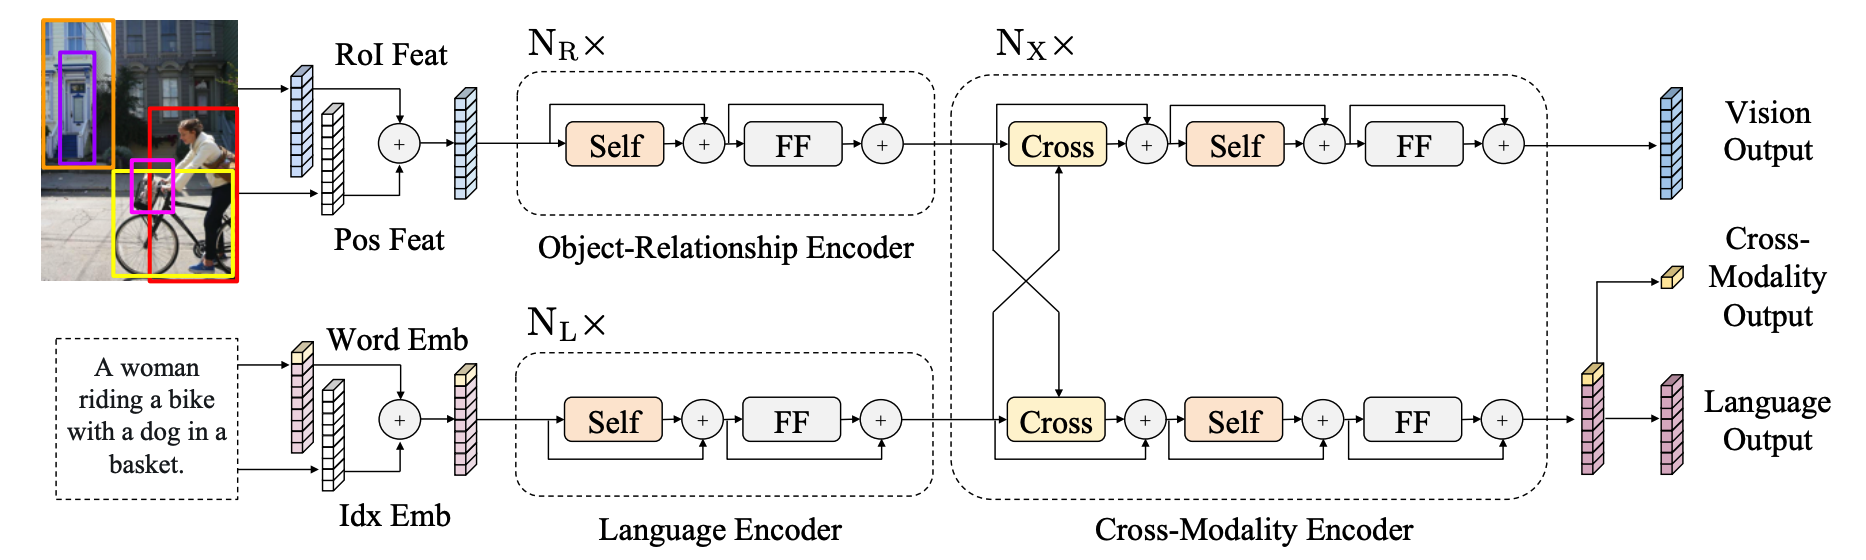 RoI Feat
Pos Feat
N_R ×
Self
+
FF
+
+
Object-Relationship Encoder
A woman
riding a bike
with a dog in a
basket.
Word Emb
Idx Emb
+
N_L ×
Self
+
FF
+
Language Encoder
N_X ×
Cross
+
Self
+
FF
+
Cross
+
Self
+
FF
+
Cross-Modality Encoder
Vision
Output
Cross-
Modality
Output
Language
Output